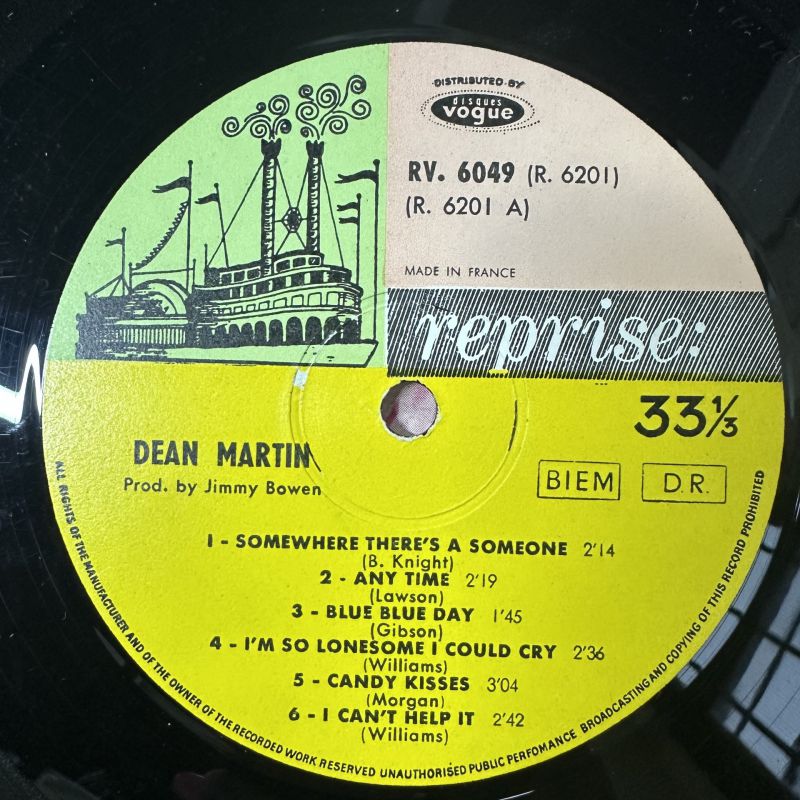 DISTRIBUTED BY
disques
vogue
RV. 6049 (R. 6201)
(R. 6201 A)
MADE IN FRANCE
reprise:
33⅓
DEAN MARTIN
Prod. by Jimmy Bowen
BIEM D.R.
1 - SOMEWHERE THERE'S A SOMEONE 2'14
(B. Knight)
2 - ANY TIME 2'19
(Lawson)
3 - BLUE BLUE DAY 1'45
(Gibson)
4 - I'M SO LONESOME I COULD CRY 2'36
(Williams)
5 - CANDY KISSES 3'04
(Morgan)
6 - I CAN'T HELP IT 2'42
(Williams)
ALL RIGHTS OF THE MANUFACTURER AND OF THE OWNER OF THE RECORDED WORK RESERVED UNAUTHORISED PUBLIC PERFOMANCE BROADCASTING AND COPYING OF THIS RECORD PROHIBITED